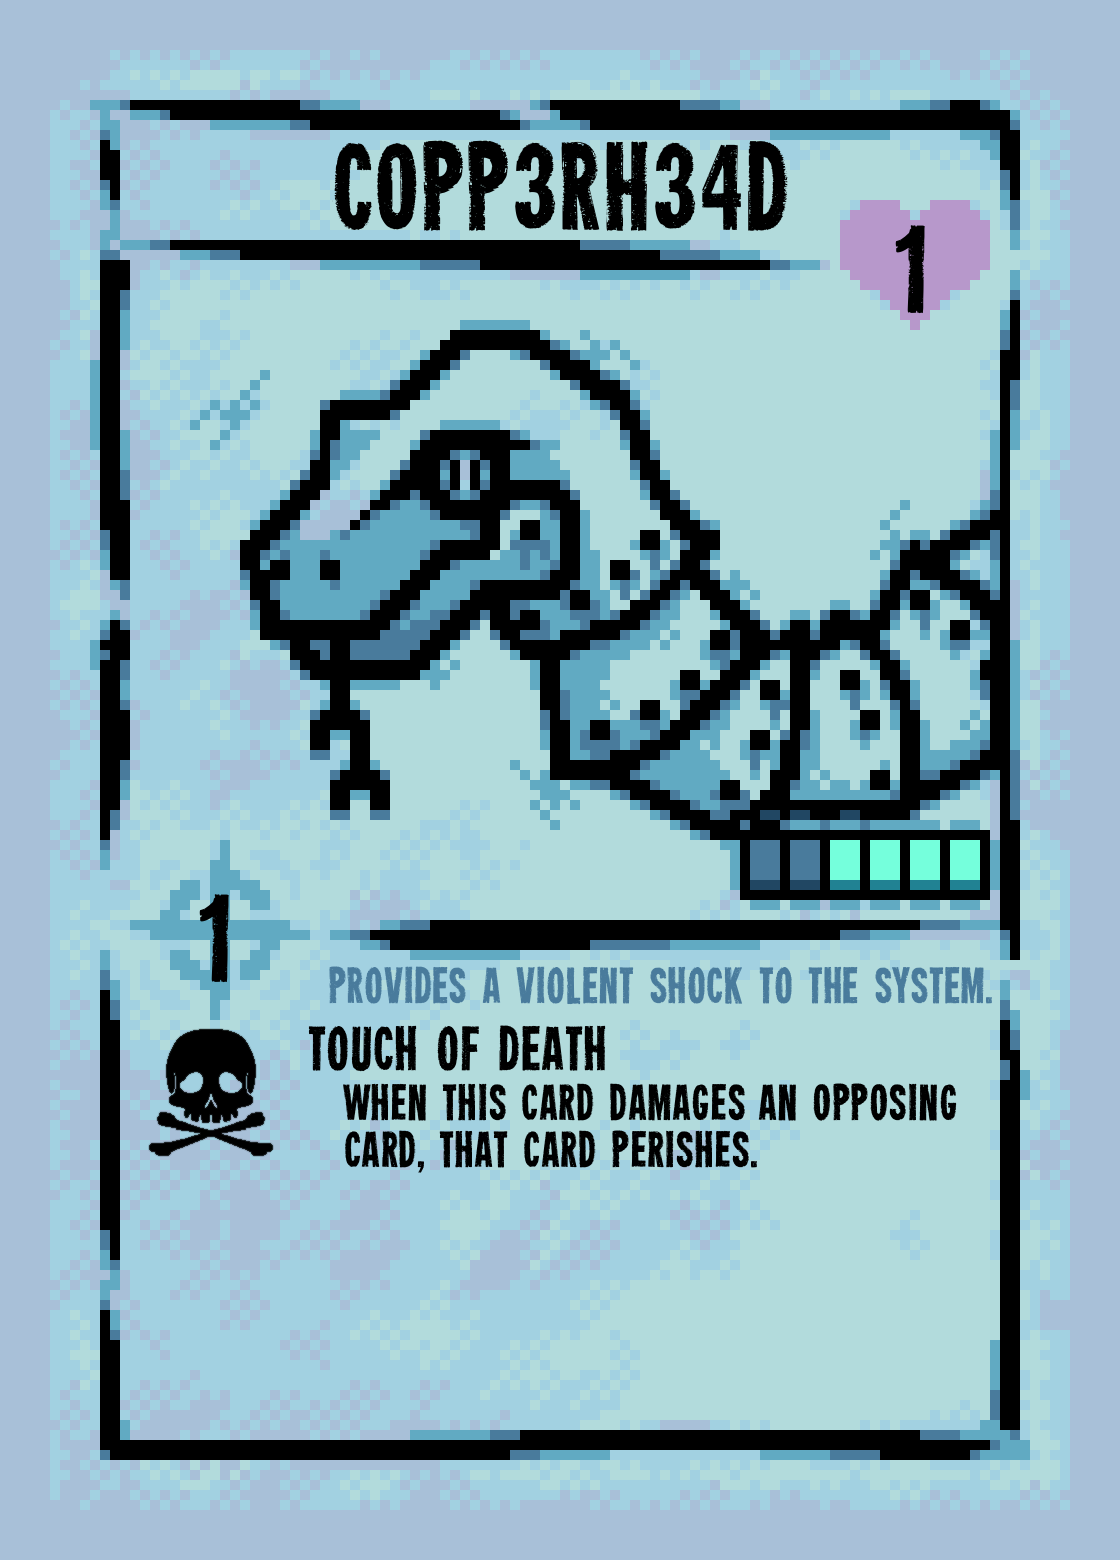 COPP3RH34D
1
1
PROVIDES A VIOLENT SHOCK TO THE SYSTEM.
TOUCH OF DEATH
WHEN THIS CARD DAMAGES AN OPPOSING
CARD, THAT CARD PERISHES.